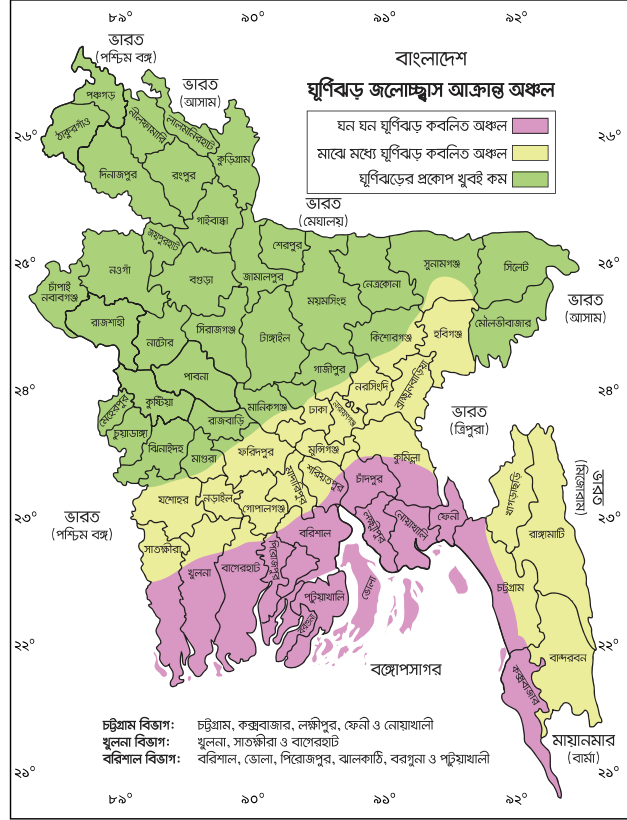 ৮৯° ৯০° ৯১° ৯২°
ভারত
(পশ্চিম বঙ্গ)
ভারত
(আসাম)
বাংলাদেশ
ঘূর্ণিঝড় জলোচ্ছ্বাস আক্রান্ত অঞ্চল
ঘন ঘন ঘূর্ণিঝড় কবলিত অঞ্চল
মাঝে মধ্যে ঘূর্ণিঝড় কবলিত অঞ্চল
ঘূর্ণিঝড়ের প্রকোপ খুবই কম
পঞ্চগড়
ঠাকুরগাঁও
নীলফামারি
লালমনিরহাট
২৬° ২৬°
দিনাজপুর
রংপুর
কুড়িগ্রাম
গাইবান্ধা
ভারত
(মেঘালয়)
জয়পুরহাট
শেরপুর
২৫° ২৫°
নওগাঁ
বগুড়া
জামালপুর
ময়মসিংহ
নেত্রকোনা
সুনামগঞ্জ
সিলেট
চাঁপাই
নবাবগঞ্জ
ভারত
(আসাম)
রাজশাহী
নাটোর
সিরাজগঞ্জ
টাঙ্গাইল
কিশোরগঞ্জ
হবিগঞ্জ
মৌলভীবাজার
পাবনা
গাজীপুর
নরসিংদি
ব্রাহ্মনবাড়িয়া
২৪° ২৪°
মেহেরপুর
কুষ্টিয়া
মানিকগঞ্জ
ঢাকা
নারায়নগঞ্জ
ভারত
(ত্রিপুরা)
চুয়াডাঙ্গা
রাজবাড়ি
ঝিনাইদহ
মাগুরা
ফরিদপুর
মুন্সিগঞ্জ
কুমিল্লা
শরিয়তপুর
চাঁদপুর
মাদারিপুর
ভারত
(মিজোরাম)
খাগড়াছড়ি
যশোহর
নড়াইল
গোপালগঞ্জ
২৩° ২৩°
ভারত
(পশ্চিম বঙ্গ)
লক্ষ্মীপুর
নোয়াখালি
ফেনী
রাঙ্গামাটি
সাতক্ষীরা
খুলনা
বাগেরহাট
পিরোজপুর
বরিশাল
ভোলা
চট্টগ্রাম
পটুয়াখালি
বরগুনা
২২° ২২°
বঙ্গোপসাগর
বান্দরবন
কক্সবাজার
চট্টগ্রাম বিভাগ: চট্টগ্রাম, কক্সবাজার, লক্ষীপুর, ফেনী ও নোয়াখালী
খুলনা বিভাগ: খুলনা, সাতক্ষীরা ও বাগেরহাট
বরিশাল বিভাগ: বরিশাল, ভোলা, পিরোজপুর, ঝালকাঠি, বরগুনা ও পটুয়াখালী
মায়ানমার
(বার্মা)
২১° ২১°
৮৯° ৯০° ৯১° ৯২°